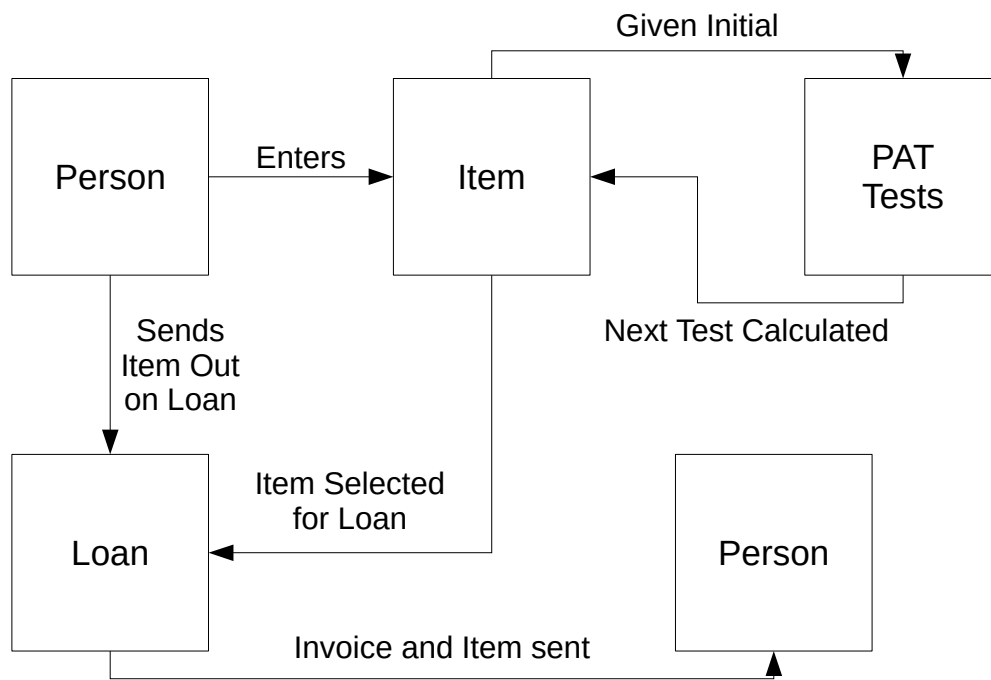 Given Initial
Person
Enters
Item
PAT
Tests
Next Test Calculated
Sends
Item Out
on Loan
Item Selected
for Loan
Loan
Person
Invoice and Item sent